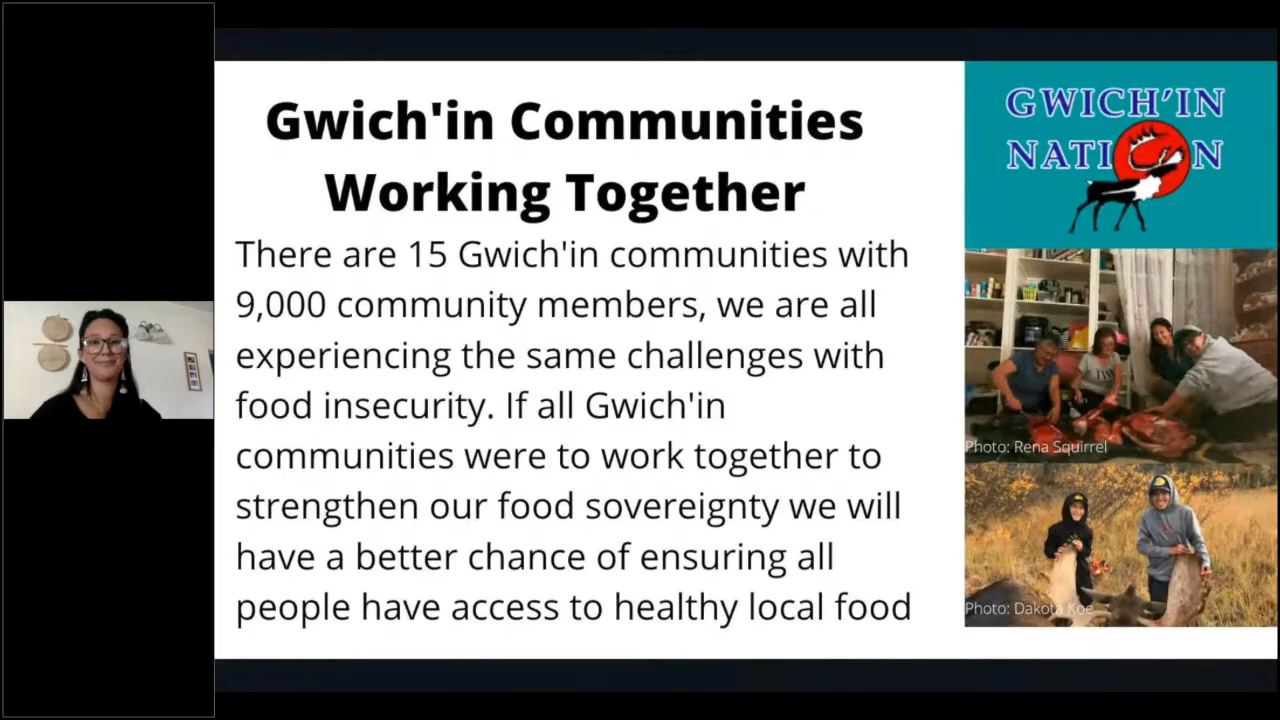 Gwich'in Communities
Working Together
There are 15 Gwich'in communities with
9,000 community members, we are all
experiencing the same challenges with
food insecurity. If all Gwich'in
communities were to work together to
strengthen our food sovereignty we will
have a better chance of ensuring all
people have access to healthy local food
GWICH'IN
NATION
Photo: Rena Squirrel
Photo: Dakota Koe